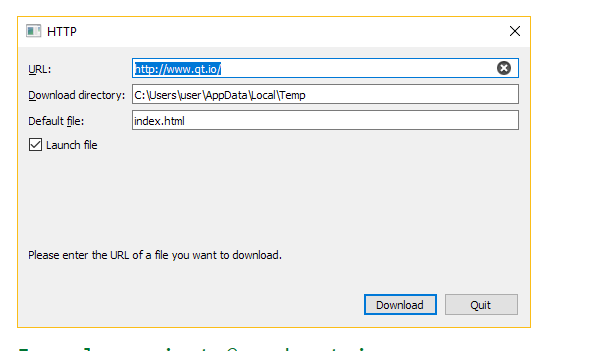 HTTP
URL: http://www.qt.io/
Download directory: C:\Users\user\AppData\Local\Temp
Default file: index.html
Launch file
Please enter the URL of a file you want to download.
Download Quit